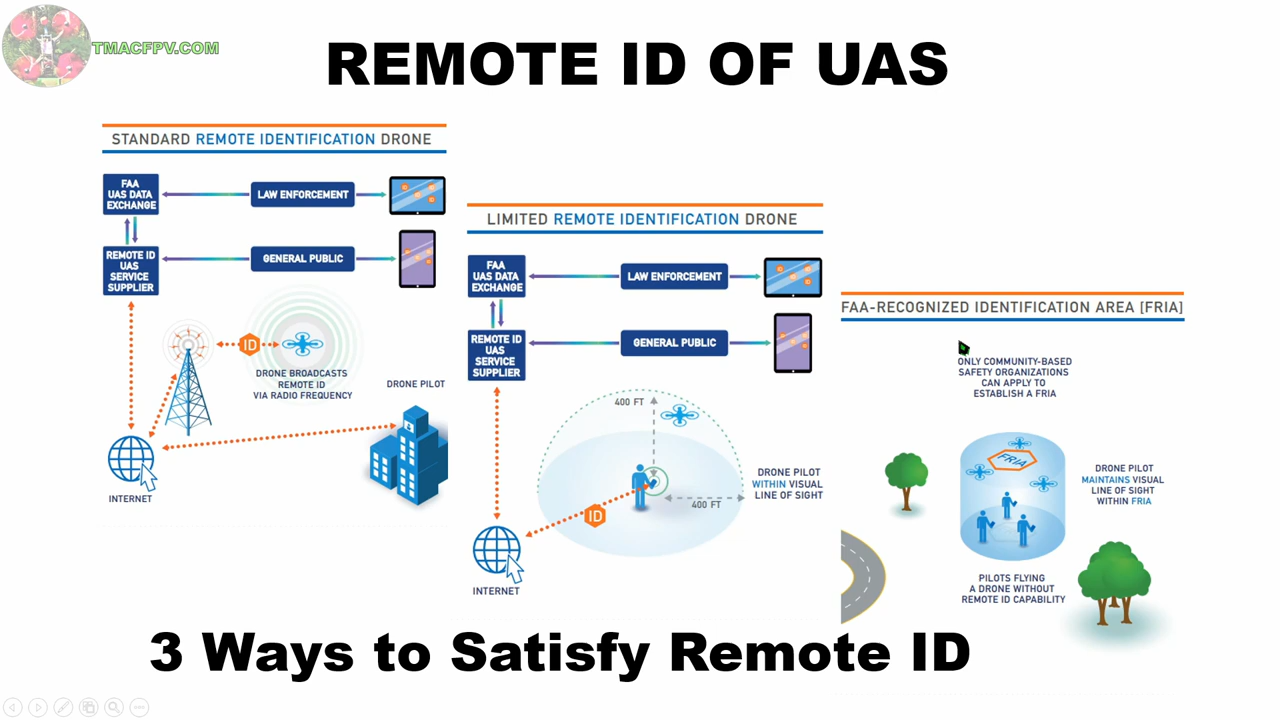 TMACFPV.COM
REMOTE ID OF UAS
STANDARD REMOTE IDENTIFICATION DRONE
FAA
UAS DATA
EXCHANGE
LAW ENFORCEMENT
REMOTE ID
UAS
SERVICE
SUPPLIER
GENERAL PUBLIC
ID
DRONE BROADCASTS
REMOTE ID
VIA RADIO FREQUENCY
DRONE PILOT
INTERNET
LIMITED REMOTE IDENTIFICATION DRONE
FAA
UAS DATA
EXCHANGE
LAW ENFORCEMENT
REMOTE ID
UAS
SERVICE
SUPPLIER
GENERAL PUBLIC
400 FT
DRONE PILOT
WITHIN VISUAL
LINE OF SIGHT
400 FT
ID
INTERNET
FAA-RECOGNIZED IDENTIFICATION AREA [FRIA]
ONLY COMMUNITY-BASED
SAFETY ORGANIZATIONS
CAN APPLY TO
ESTABLISH A FRIA
FRIA
DRONE PILOT
MAINTAINS VISUAL
LINE OF SIGHT
WITHIN FRIA
PILOTS FLYING
A DRONE WITHOUT
REMOTE ID CAPABILITY
3 Ways to Satisfy Remote ID